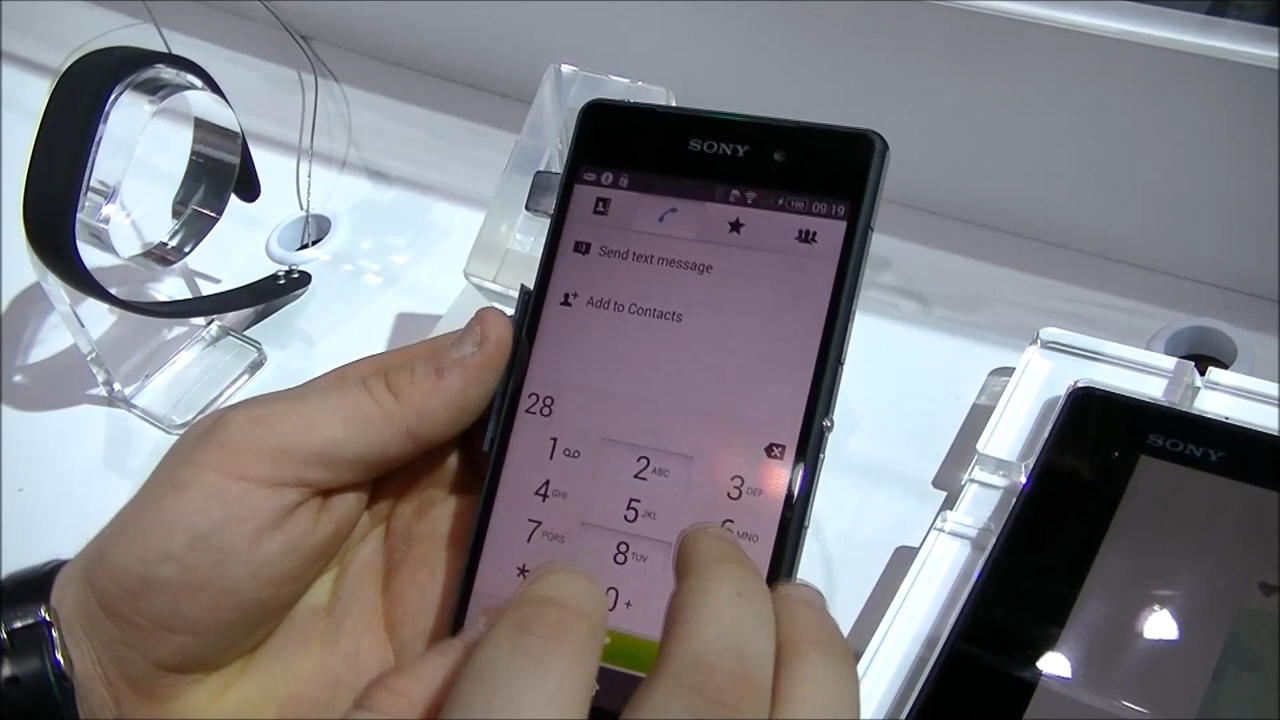 SONY
100 09:19
Send text message
Add to Contacts
28
1
2 ABC
3 DEF
4 GHI
5 JKL
6 MNO
7 PQRS
8 TUV
*
0 +
SONY